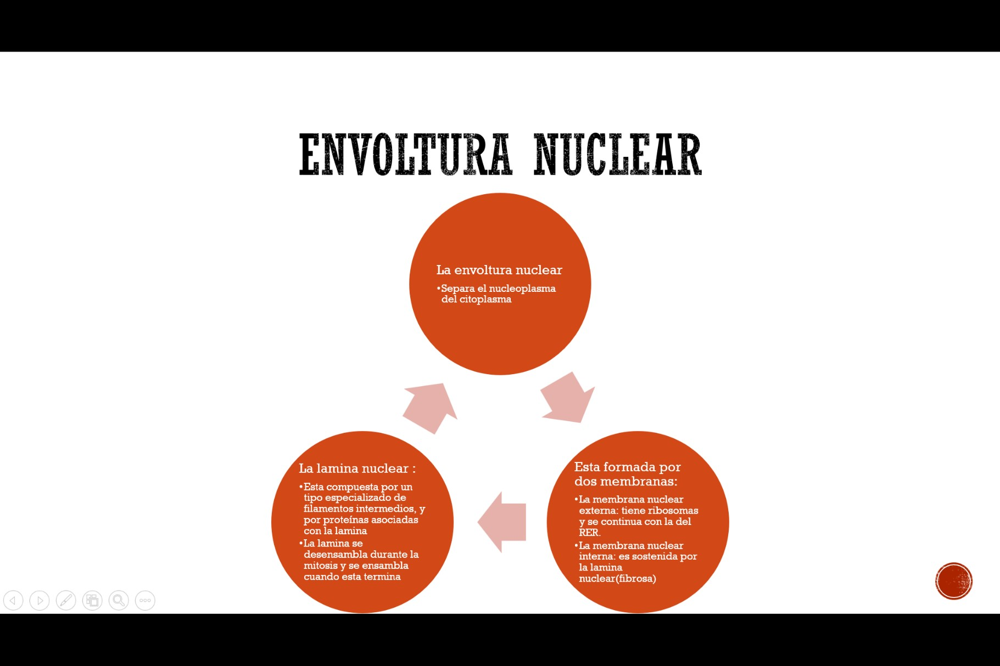 ENVOLTURA NUCLEAR
La envoltura nuclear
•Separa el nucleoplasma
del citoplasma
Esta formada por
dos membranas:
•La membrana nuclear
externa: tiene ribosomas
y se continua con la del
RER.
•La membrana nuclear
interna: es sostenida por
la lamina
nuclear(fibrosa)
La lamina nuclear :
•Esta compuesta por un
tipo especializado de
filamentos intermedios, y
por proteínas asociadas
con la lamina
•La lamina se
desensambla durante la
mitosis y se ensambla
cuando esta termina